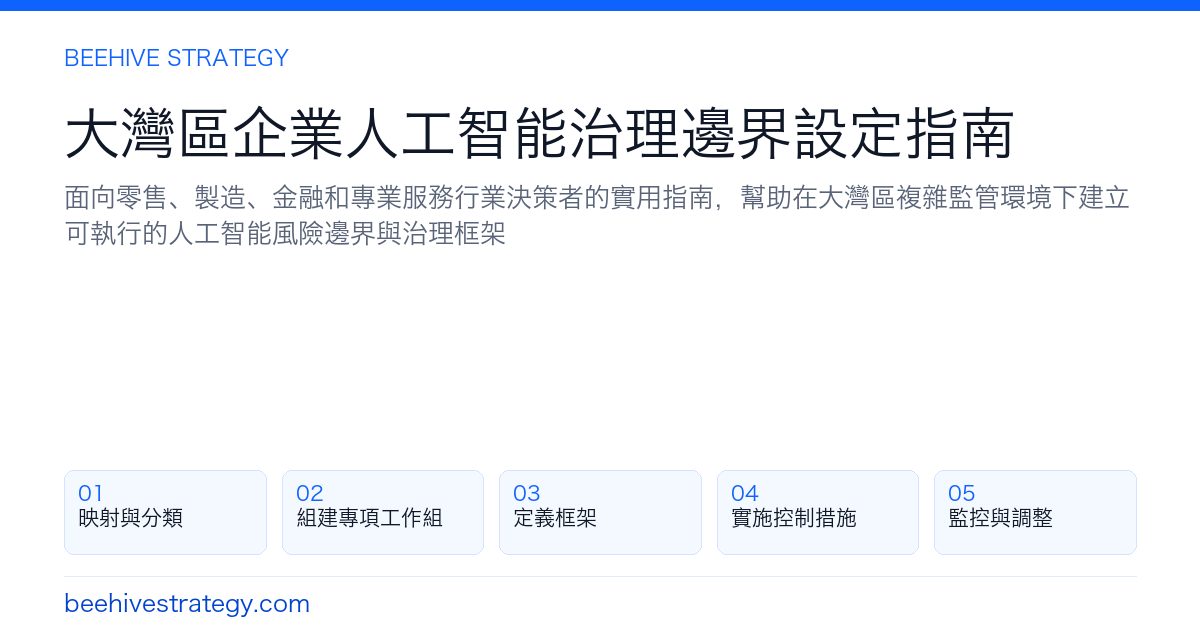 BEEHIVE STRATEGY
大灣區企業人工智能治理邊界設定指南
面向零售、製造、金融和專業服務行業決策者的實用指南，幫助在大灣區複雜監管環境下建立
可執行的人工智能風險邊界與治理框架
01
映射與分類
02
組建專項工作組
03
定義框架
04
實施控制措施
05
監控與調整
beehivestrategy.com